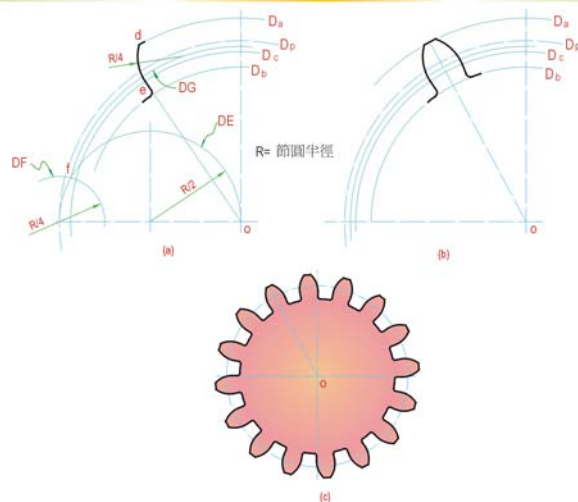 Da
Dp
Dc
Db
d
R/4
DG
e
DE
DF
f
R/2
R/4
o
(a)
R= 節圓半徑
Da
Dp
Dc
Db
o
(b)
o
(c)